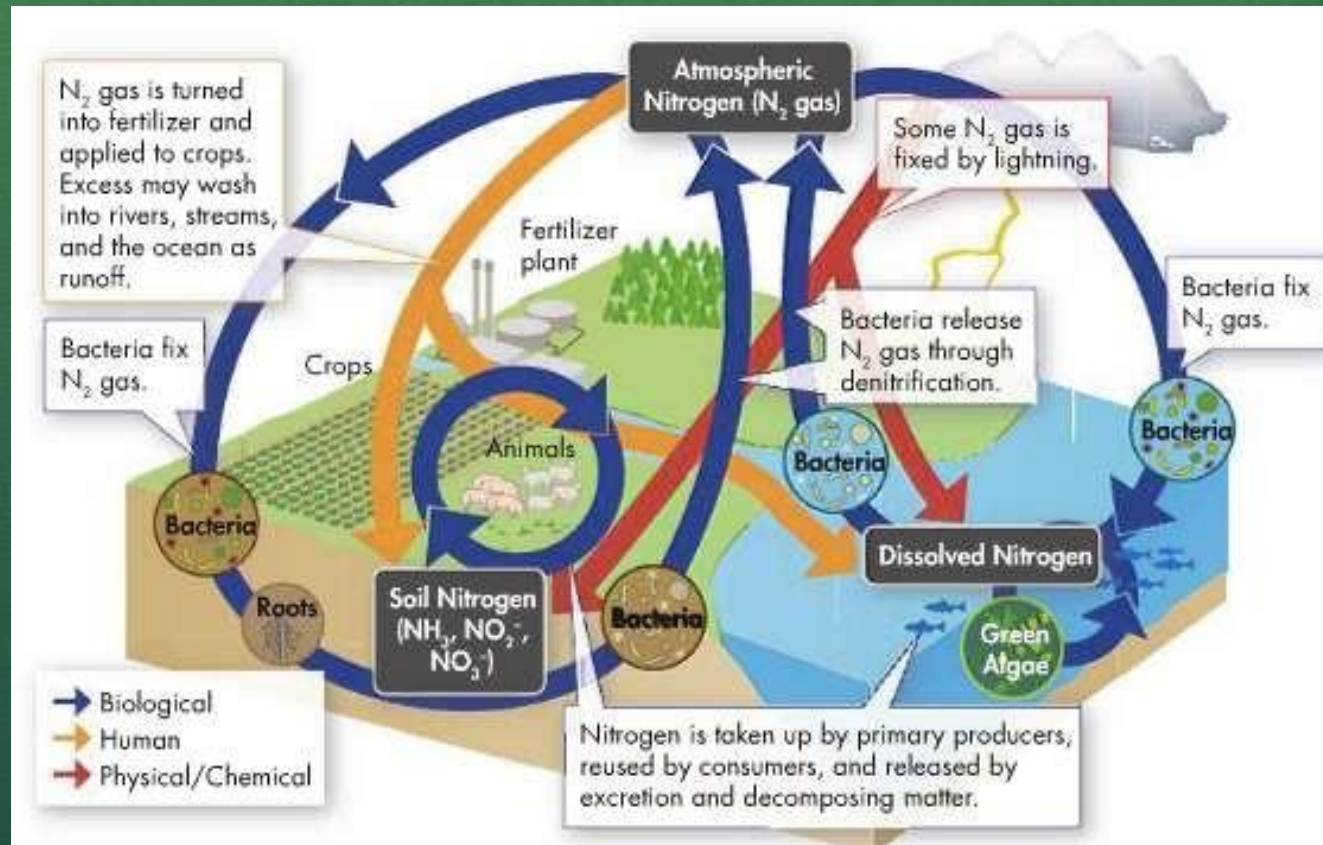 N₂ gas is turned
into fertilizer and
applied to crops.
Excess may wash
into rivers, streams,
and the ocean as
runoff.
Atmospheric
Nitrogen (N₂ gas)
Some N₂ gas is
fixed by lightning.
Fertilizer
plant
Bacteria fix
N₂ gas.
Crops
Bacteria release
N₂ gas through
denitrification.
Bacteria fix
N₂ gas.
Animals
Bacteria
Bacteria
Bacteria
Dissolved Nitrogen
Roots
Soil Nitrogen
(NH₃, NO₂⁻,
NO₃⁻)
Bacteria
Green
Algae
Biological
Human
Physical/Chemical
Nitrogen is taken up by primary producers,
reused by consumers, and released by
excretion and decomposing matter.